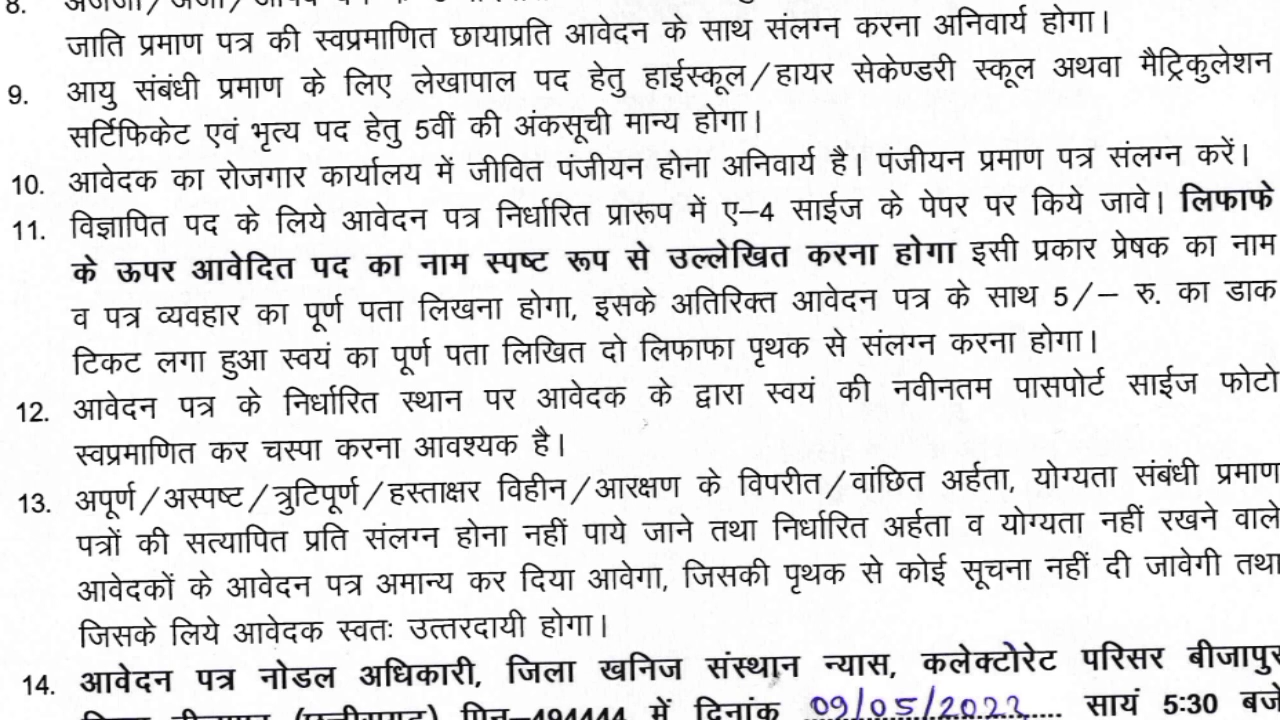 8.
जाति प्रमाण पत्र की स्वप्रमाणित छायाप्रति आवेदन के साथ संलग्न करना अनिवार्य होगा।
9. आयु संबंधी प्रमाण के लिए लेखापाल पद हेतु हाईस्कूल/हायर सेकेण्डरी स्कूल अथवा मैट्रिकुलेशन
सर्टिफिकेट एवं भृत्य पद हेतु 5वीं की अंकसूची मान्य होगा।
10. आवेदक का रोजगार कार्यालय में जीवित पंजीयन होना अनिवार्य है। पंजीयन प्रमाण पत्र संलग्न करें।
11. विज्ञापित पद के लिये आवेदन पत्र निर्धारित प्रारूप में ए–4 साईज के पेपर पर किये जावे। लिफाफे
के ऊपर आवेदित पद का नाम स्पष्ट रूप से उल्लेखित करना होगा इसी प्रकार प्रेषक का नाम
व पत्र व्यवहार का पूर्ण पता लिखना होगा, इसके अतिरिक्त आवेदन पत्र के साथ 5/– रु. का डाक
टिकट लगा हुआ स्वयं का पूर्ण पता लिखित दो लिफाफा पृथक से संलग्न करना होगा।
12. आवेदन पत्र के निर्धारित स्थान पर आवेदक के द्वारा स्वयं की नवीनतम पासपोर्ट साईज फोटो
स्वप्रमाणित कर चस्पा करना आवश्यक है।
13. अपूर्ण/अस्पष्ट/त्रुटिपूर्ण/हस्ताक्षर विहीन/आरक्षण के विपरीत/वांछित अर्हता, योग्यता संबंधी प्रमाण
पत्रों की सत्यापित प्रति संलग्न होना नहीं पाये जाने तथा निर्धारित अर्हता व योग्यता नहीं रखने वाले
आवेदकों के आवेदन पत्र अमान्य कर दिया आवेगा, जिसकी पृथक से कोई सूचना नहीं दी जावेगी तथा
जिसके लिये आवेदक स्वतः उत्तरदायी होगा।
14. आवेदन पत्र नोडल अधिकारी, जिला खनिज संस्थान न्यास, कलेक्टोरेट परिसर बीजापुर
(छत्तीसगढ़) पिन–494444 में दिनांक 09/05/2022 सायं 5:30 बजे